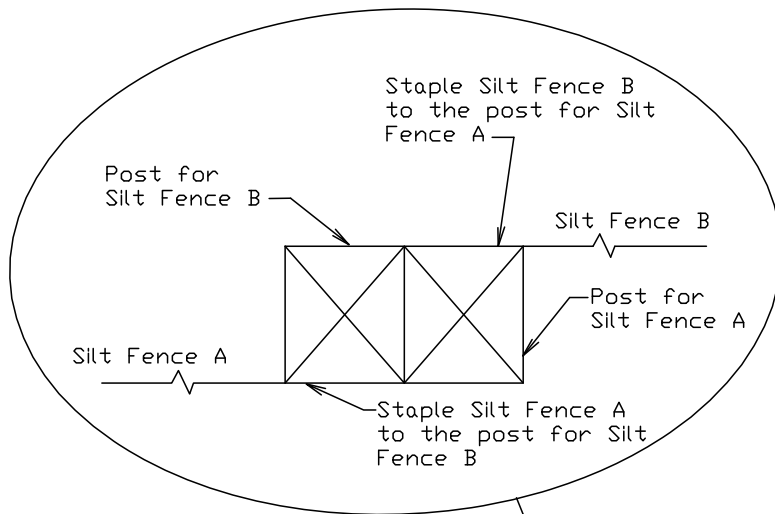 Staple Silt Fence B
to the post for Silt
Fence A
Post for
Silt Fence B
Silt Fence B
Post for
Silt Fence A
Silt Fence A
Staple Silt Fence A
to the post for Silt
Fence B